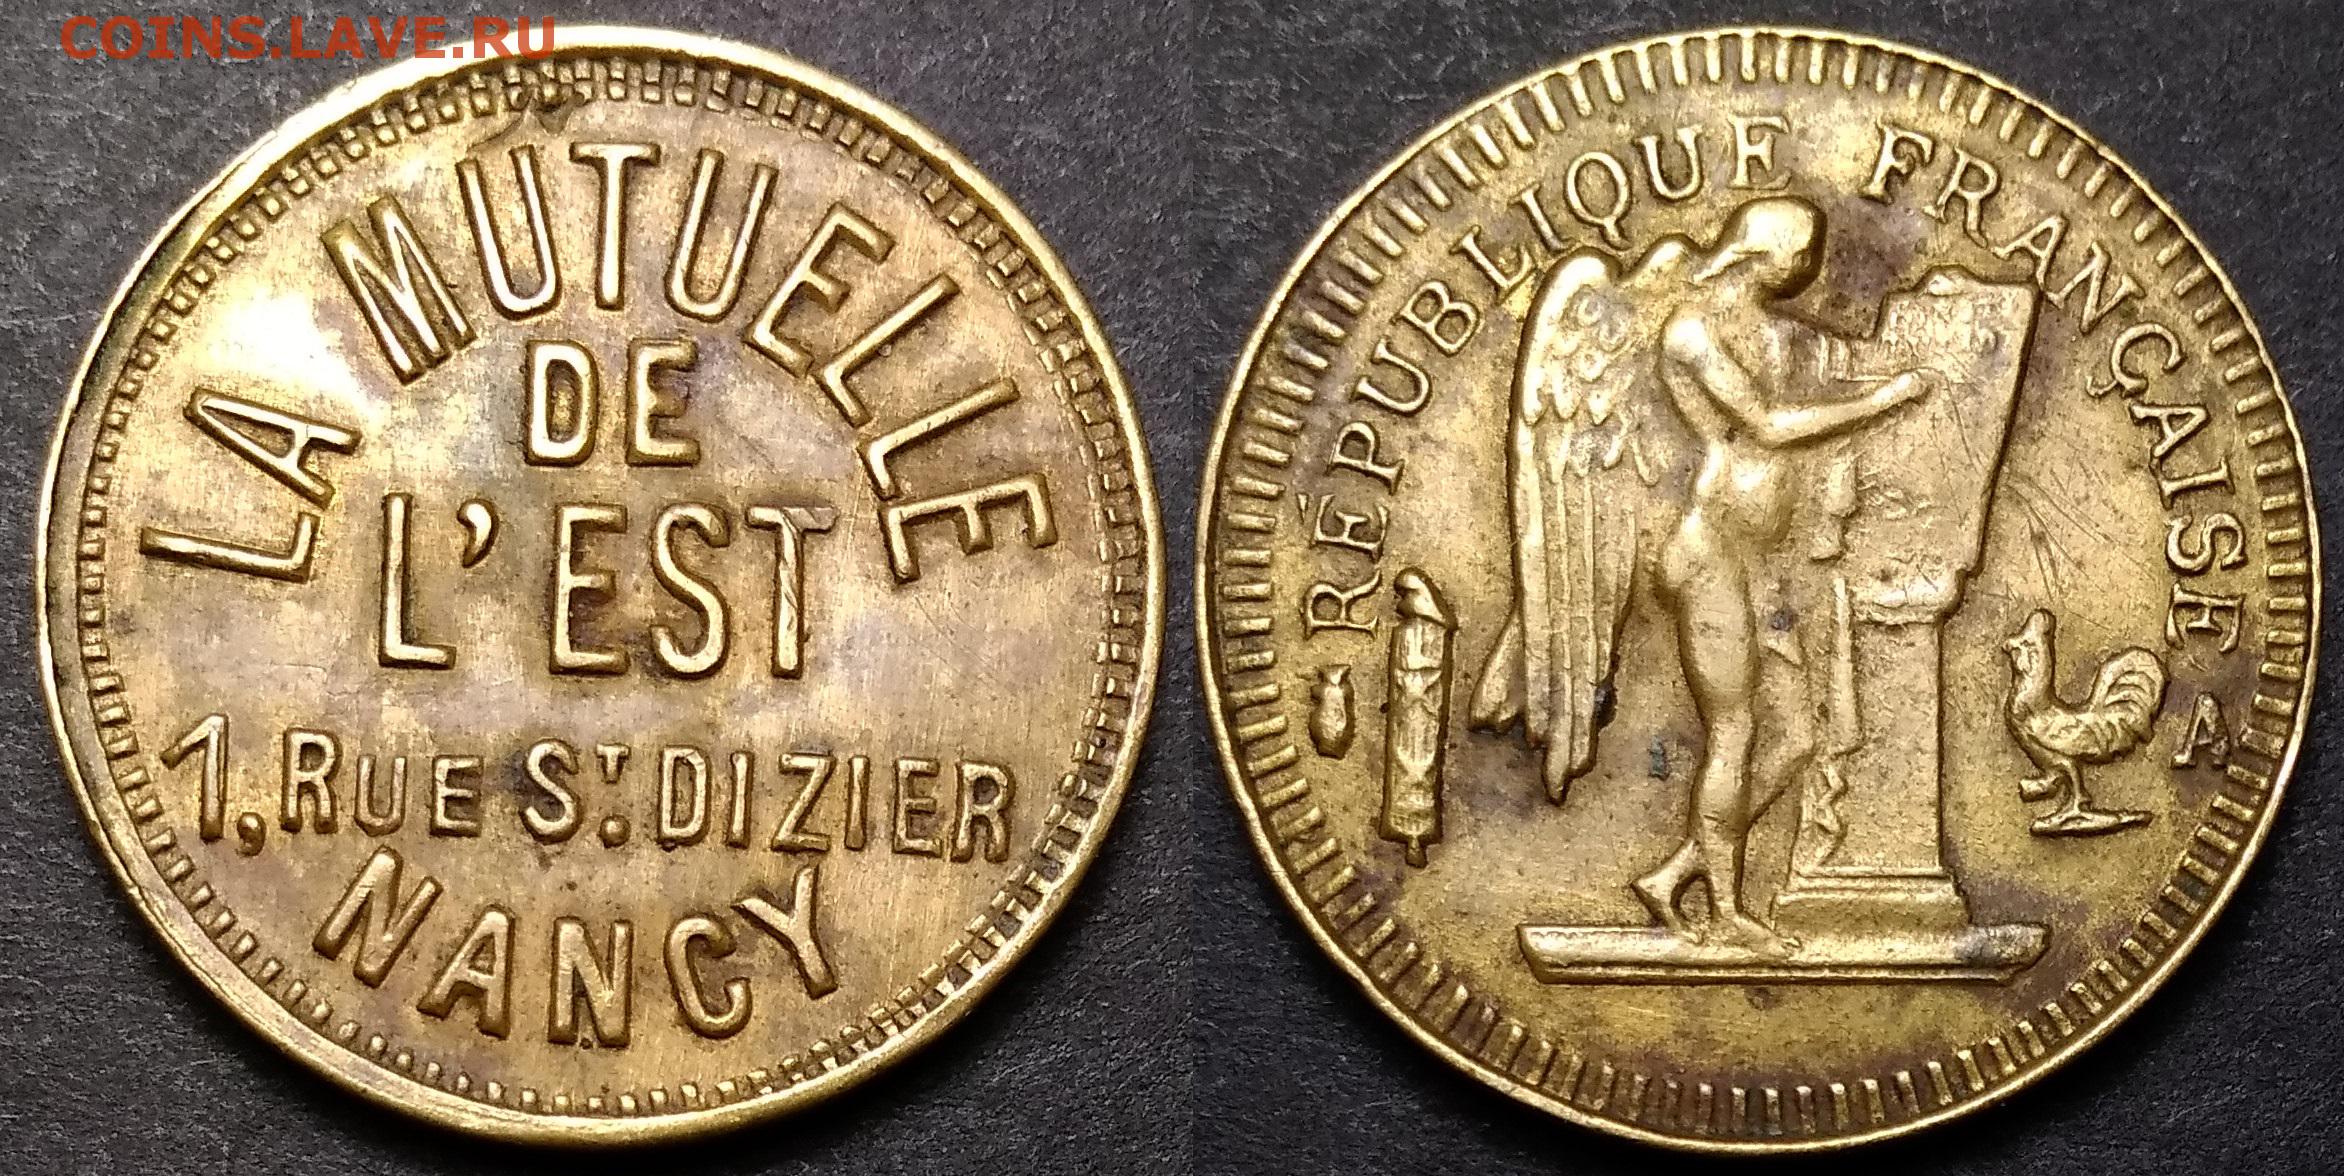 COINS.LAVE.RU
LA MUTUELLE
DE
L'EST
1, RUE ST. DIZIER
NANCY
RÉPUBLIQUE FRANÇAISE
A